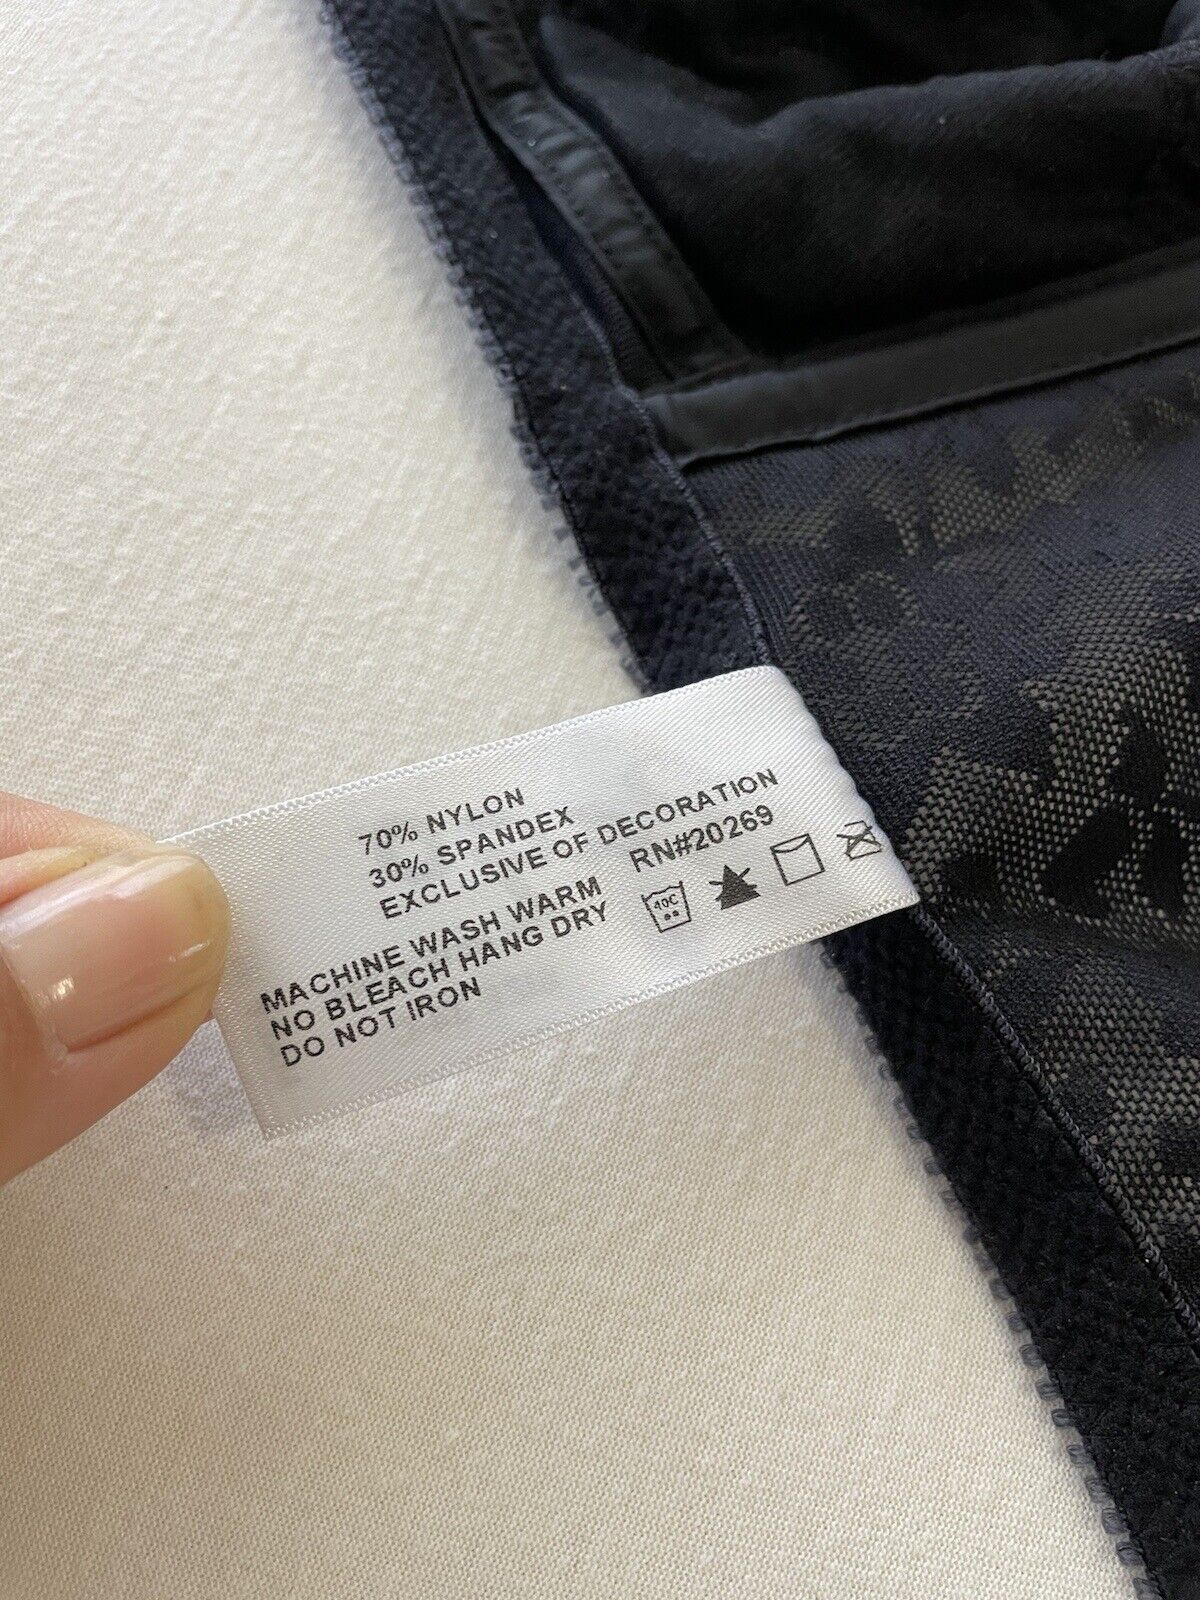 70% NYLON
30% SPANDEX
EXCLUSIVE OF DECORATION
RN#20269
MACHINE WASH WARM
NO BLEACH HANG DRY
DO NOT IRON
40C